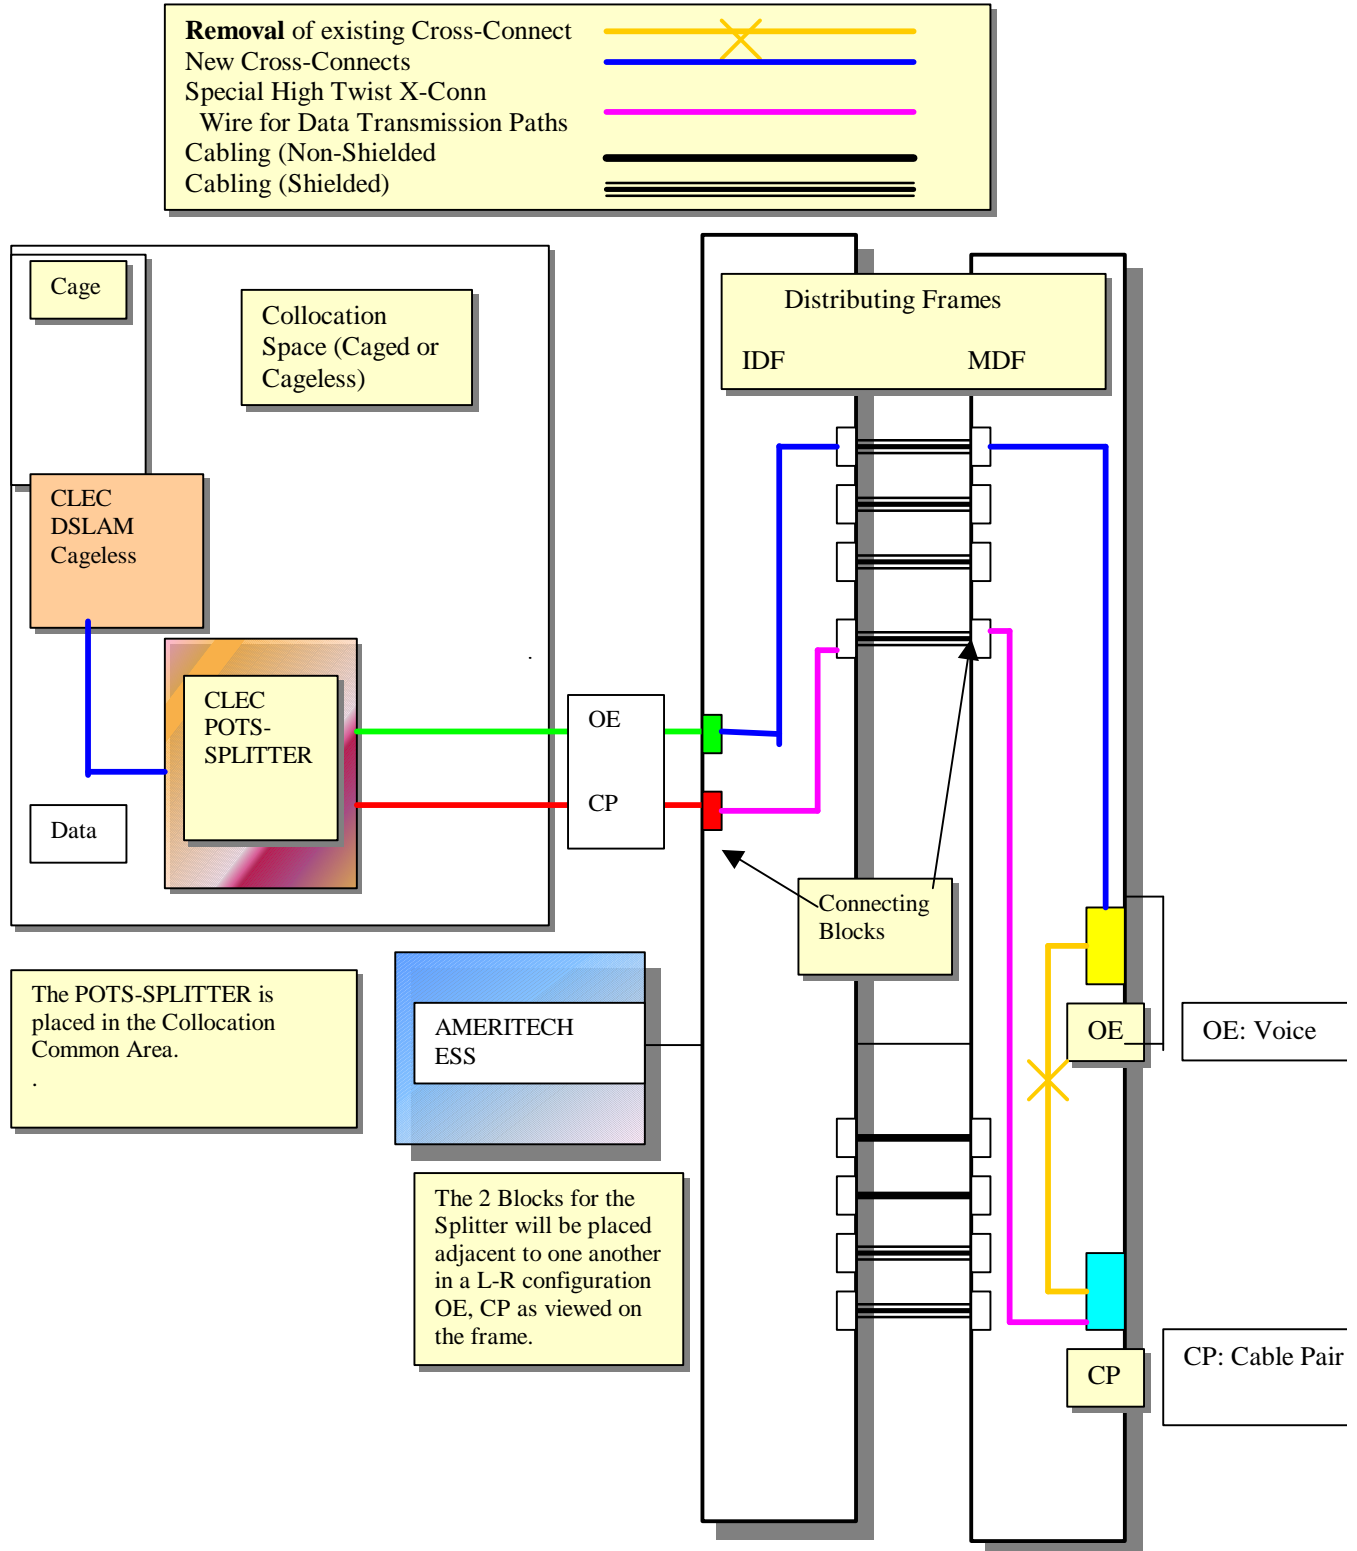 Removal of existing Cross-Connect
New Cross-Connects
Special High Twist X-Conn
Wire for Data Transmission Paths
Cabling (Non-Shielded
Cabling (Shielded)
Cage
Collocation
Space (Caged or
Cageless)
Distributing Frames
IDF MDF
CLEC
DSLAM
Cageless
CLEC
POTS-
SPLITTER
OE
CP
Data
Connecting
Blocks
The POTS-SPLITTER is
placed in the Collocation
Common Area.
.
AMERITECH
ESS
OE
OE: Voice
The 2 Blocks for the
Splitter will be placed
adjacent to one another
in a L-R configuration
OE, CP as viewed on
the frame.
CP
CP: Cable Pair